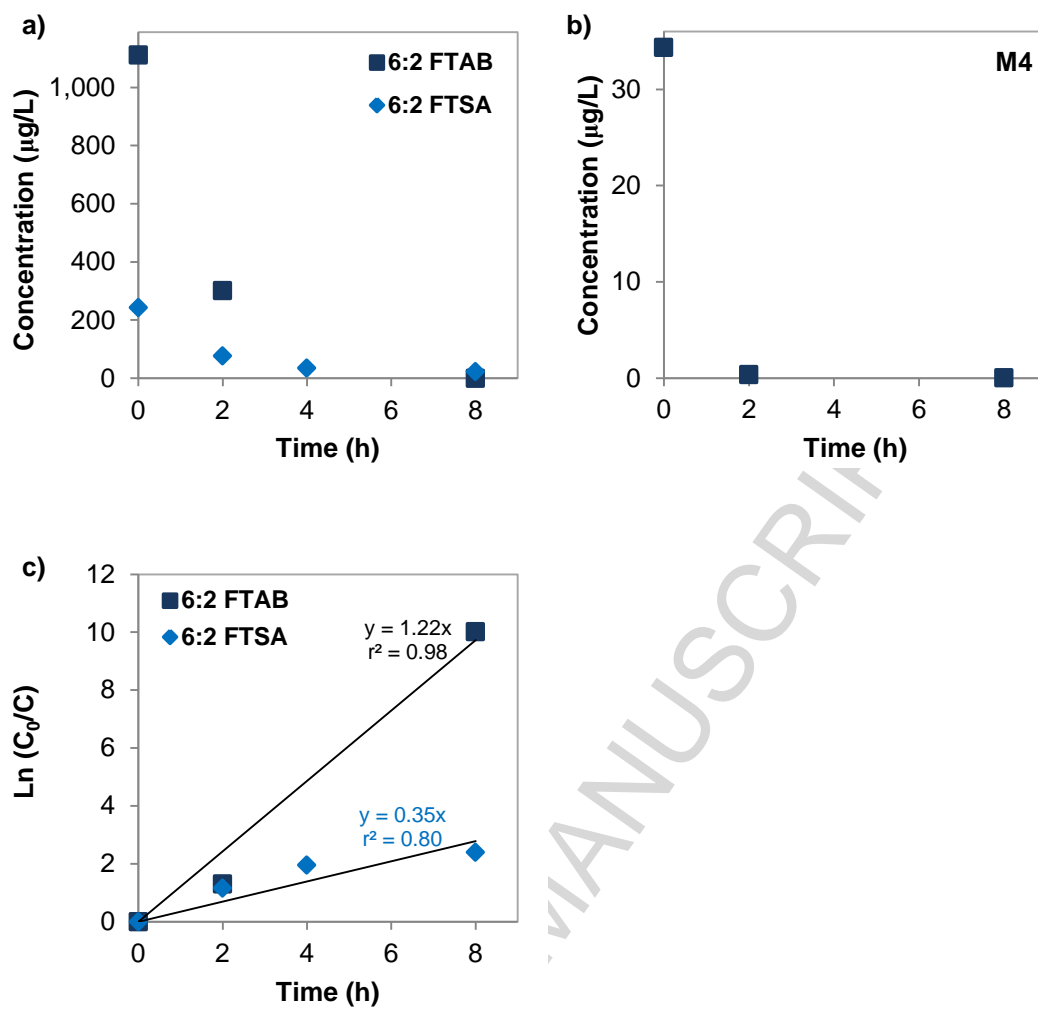 a)
6:2 FTAB
6:2 FTSA
Concentration (µg/L)
1,000
800
600
400
200
0
0 2 4 6 8
Time (h)
b)
M4
Concentration (µg/L)
30
20
10
0
0 2 4 6 8
Time (h)
c)
6:2 FTAB
6:2 FTSA
y = 1.22x
r² = 0.98
y = 0.35x
r² = 0.80
Ln (C₀/C)
12
10
8
6
4
2
0
0 2 4 6 8
Time (h)